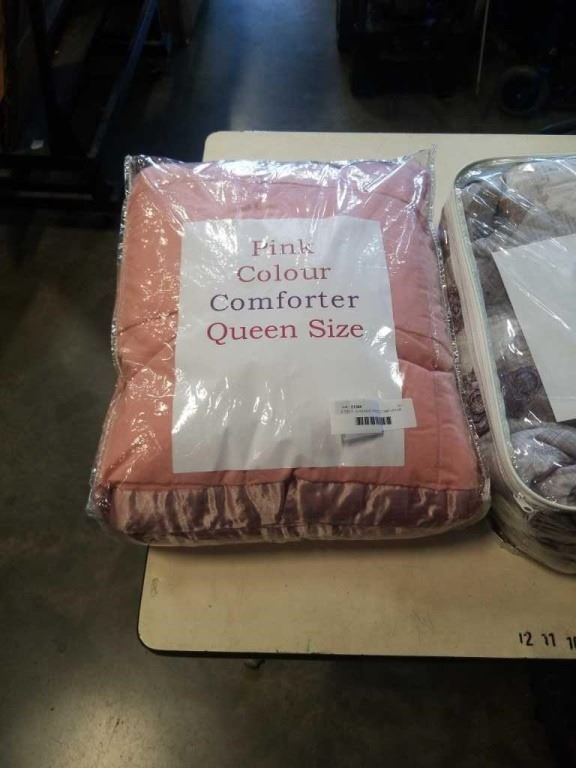 Pink
Colour
Comforter
Queen Size
12 11